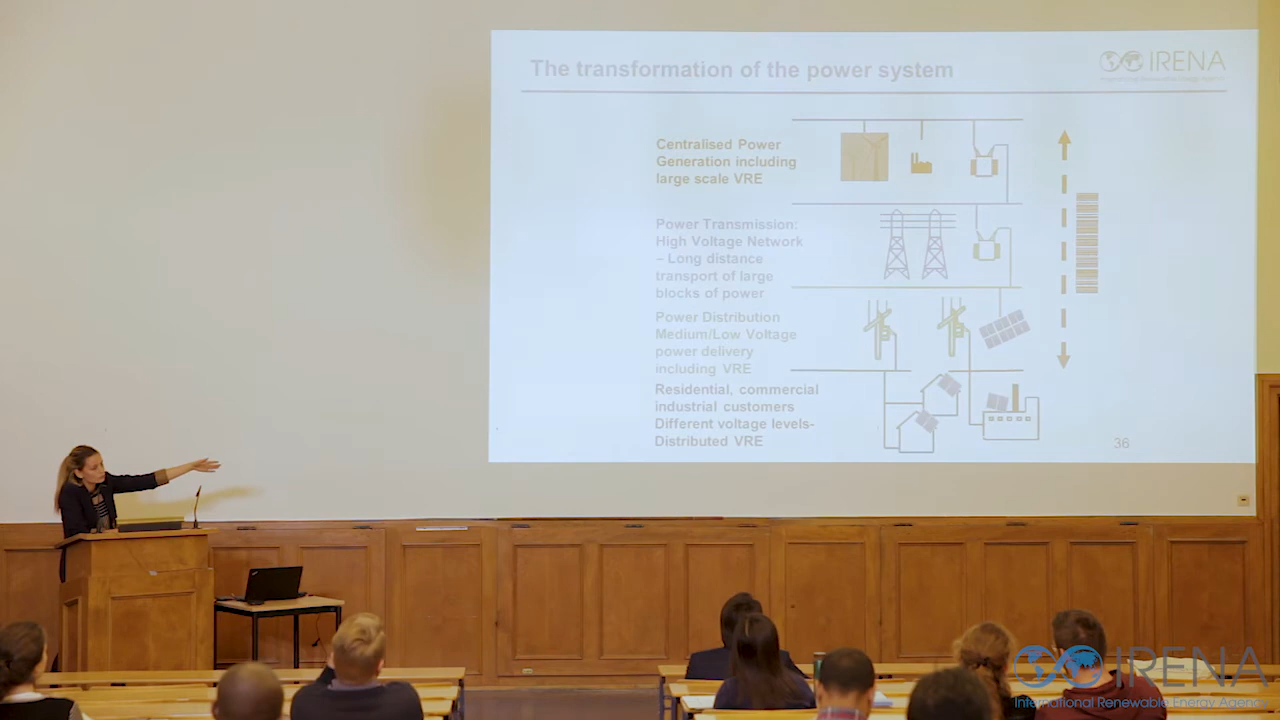 The transformation of the power system
IRENA
Centralised Power
Generation including
large scale VRE
Power Transmission:
High Voltage Network
– Long distance
transport of large
blocks of power
Power Distribution
Medium/Low Voltage
power delivery
including VRE
Residential, commercial
industrial customers
Different voltage levels-
Distributed VRE
36
IRENA
International Renewable Energy Agency